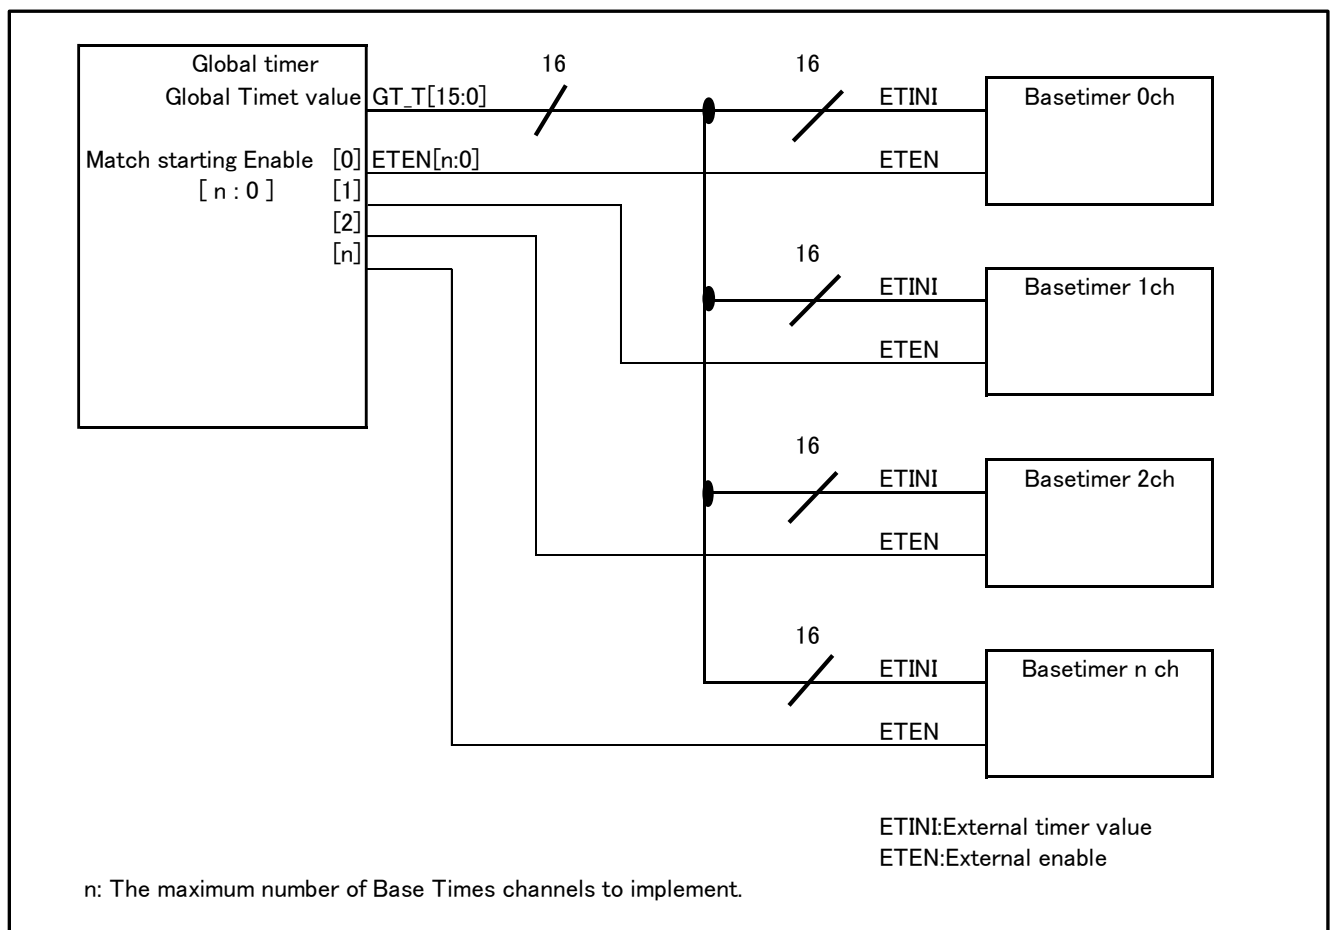 Global timer
16
16
Global Timet value
GT_T[15:0]
ETINI
Basetimer 0ch
Match starting Enable [0]
ETEN[n:0]
ETEN
[ n : 0 ]
[1]
[2]
[n]
16
ETINI
Basetimer 1ch
ETEN
16
ETINI
Basetimer 2ch
ETEN
16
ETINI
Basetimer n ch
ETEN
ETINI:External timer value
ETEN:External enable
n: The maximum number of Base Times channels to implement.